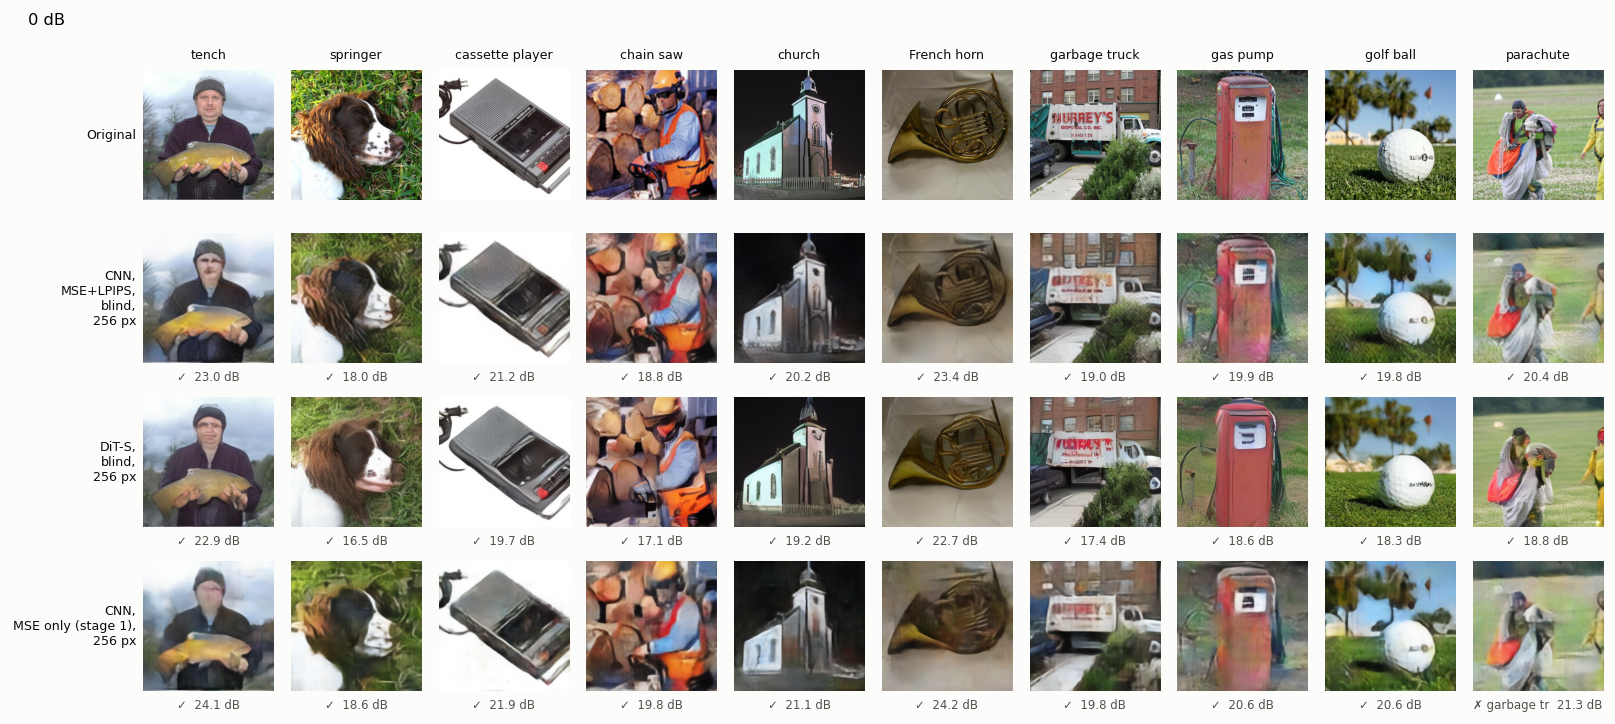 0 dB
tench springer cassette player chain saw church French horn garbage truck gas pump golf ball parachute
Original
CNN,
MSE+LPIPS,
blind,
256 px
✓ 23.0 dB ✓ 18.0 dB ✓ 21.2 dB ✓ 18.8 dB ✓ 20.2 dB ✓ 23.4 dB ✓ 19.0 dB ✓ 19.9 dB ✓ 19.8 dB ✓ 20.4 dB
DiT-S,
blind,
256 px
✓ 22.9 dB ✓ 16.5 dB ✓ 19.7 dB ✓ 17.1 dB ✓ 19.2 dB ✓ 22.7 dB ✓ 17.4 dB ✓ 18.6 dB ✓ 18.3 dB ✓ 18.8 dB
CNN,
MSE only (stage 1),
256 px
✓ 24.1 dB ✓ 18.6 dB ✓ 21.9 dB ✓ 19.8 dB ✓ 21.1 dB ✓ 24.2 dB ✓ 19.8 dB ✓ 20.6 dB ✓ 20.6 dB ✗ garbage tr 21.3 dB